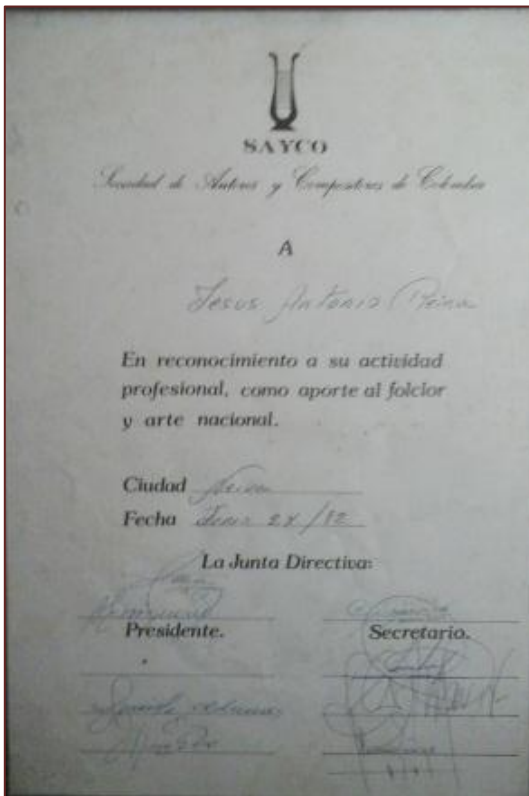 SAYCO
Sociedad de Autores y Compositores de Colombia
A
Jesus Antonio Reina
En reconocimiento a su actividad
profesional, como aporte al folclor
y arte nacional.
Ciudad Neiva
Fecha
La Junta Directiva:
Presidente. Secretario.